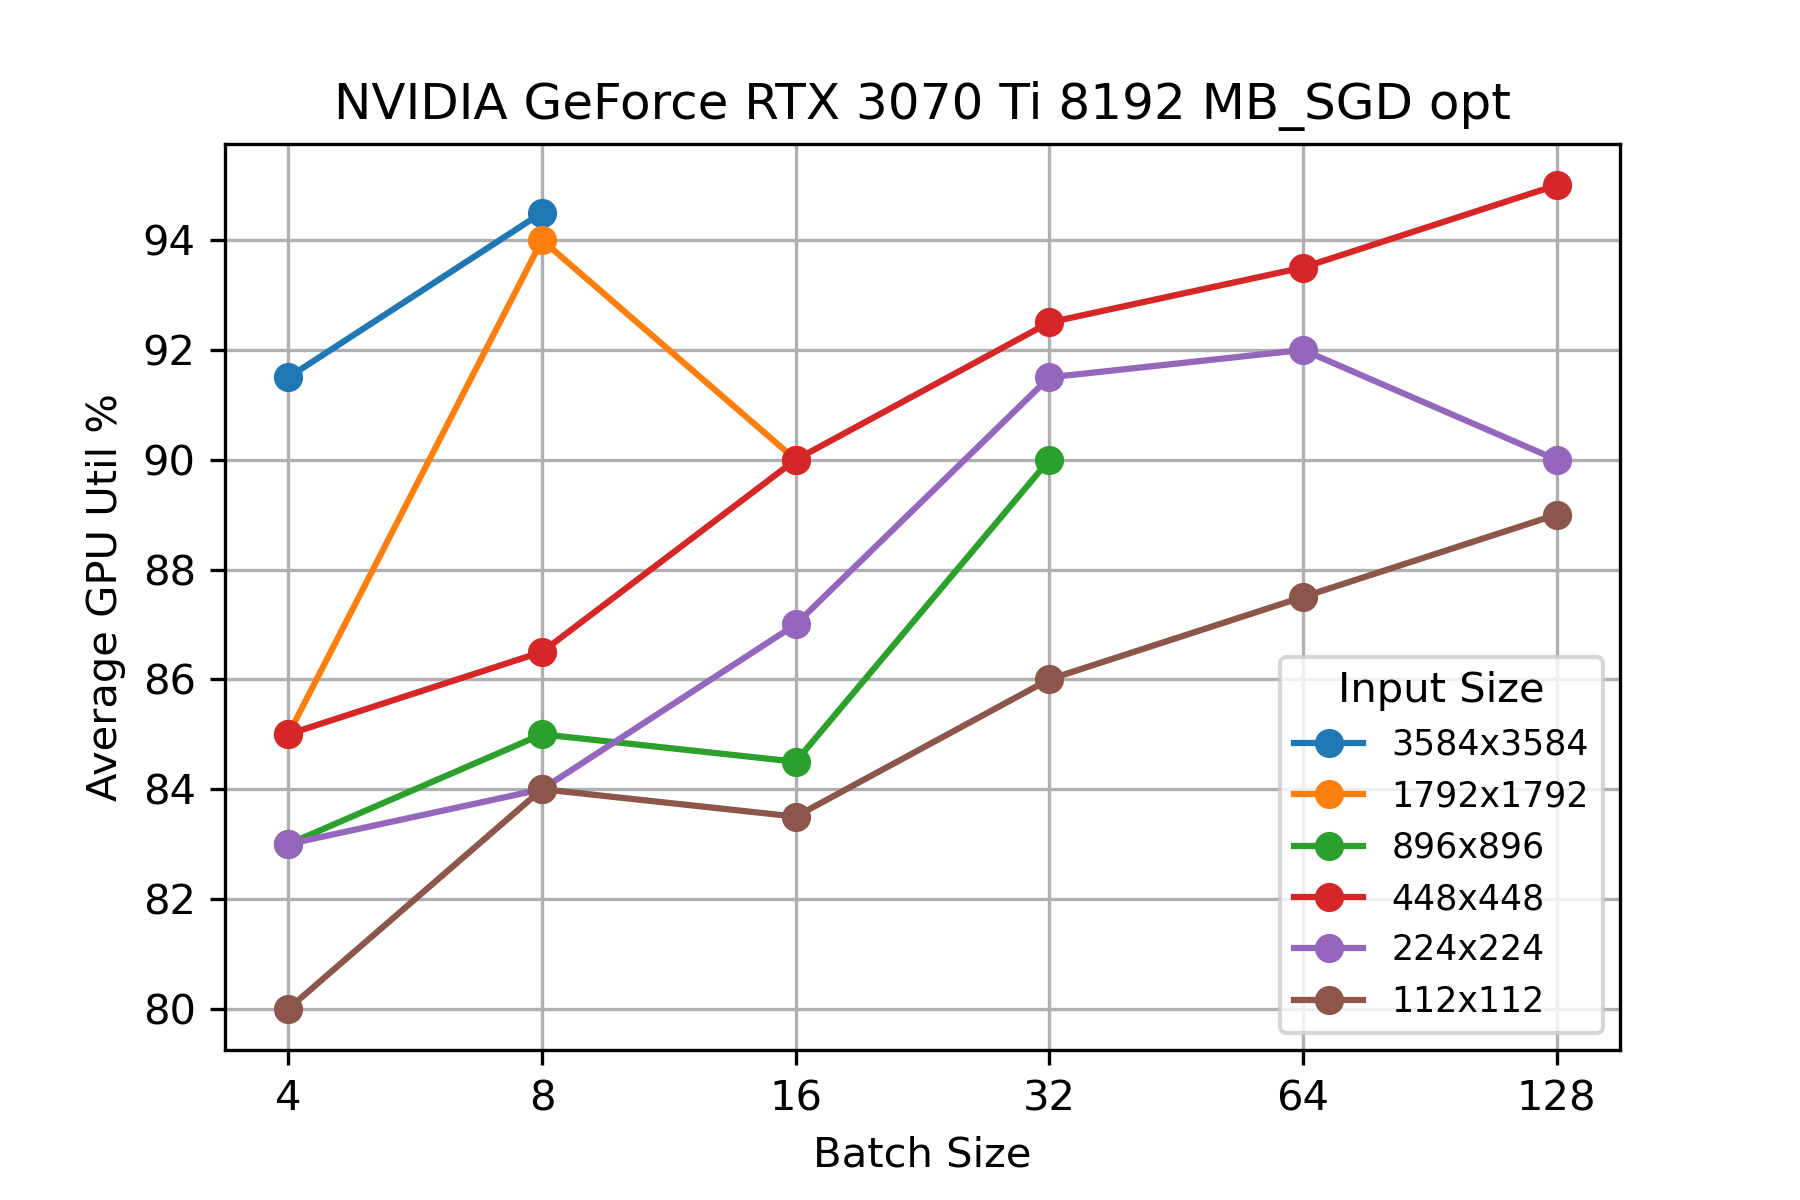 NVIDIA GeForce RTX 3070 Ti 8192 MB_SGD opt
Average GPU Util %
94
92
90
88
86
84
82
80
Input Size
3584x3584
1792x1792
896x896
448x448
224x224
112x112
4 8 16 32 64 128
Batch Size